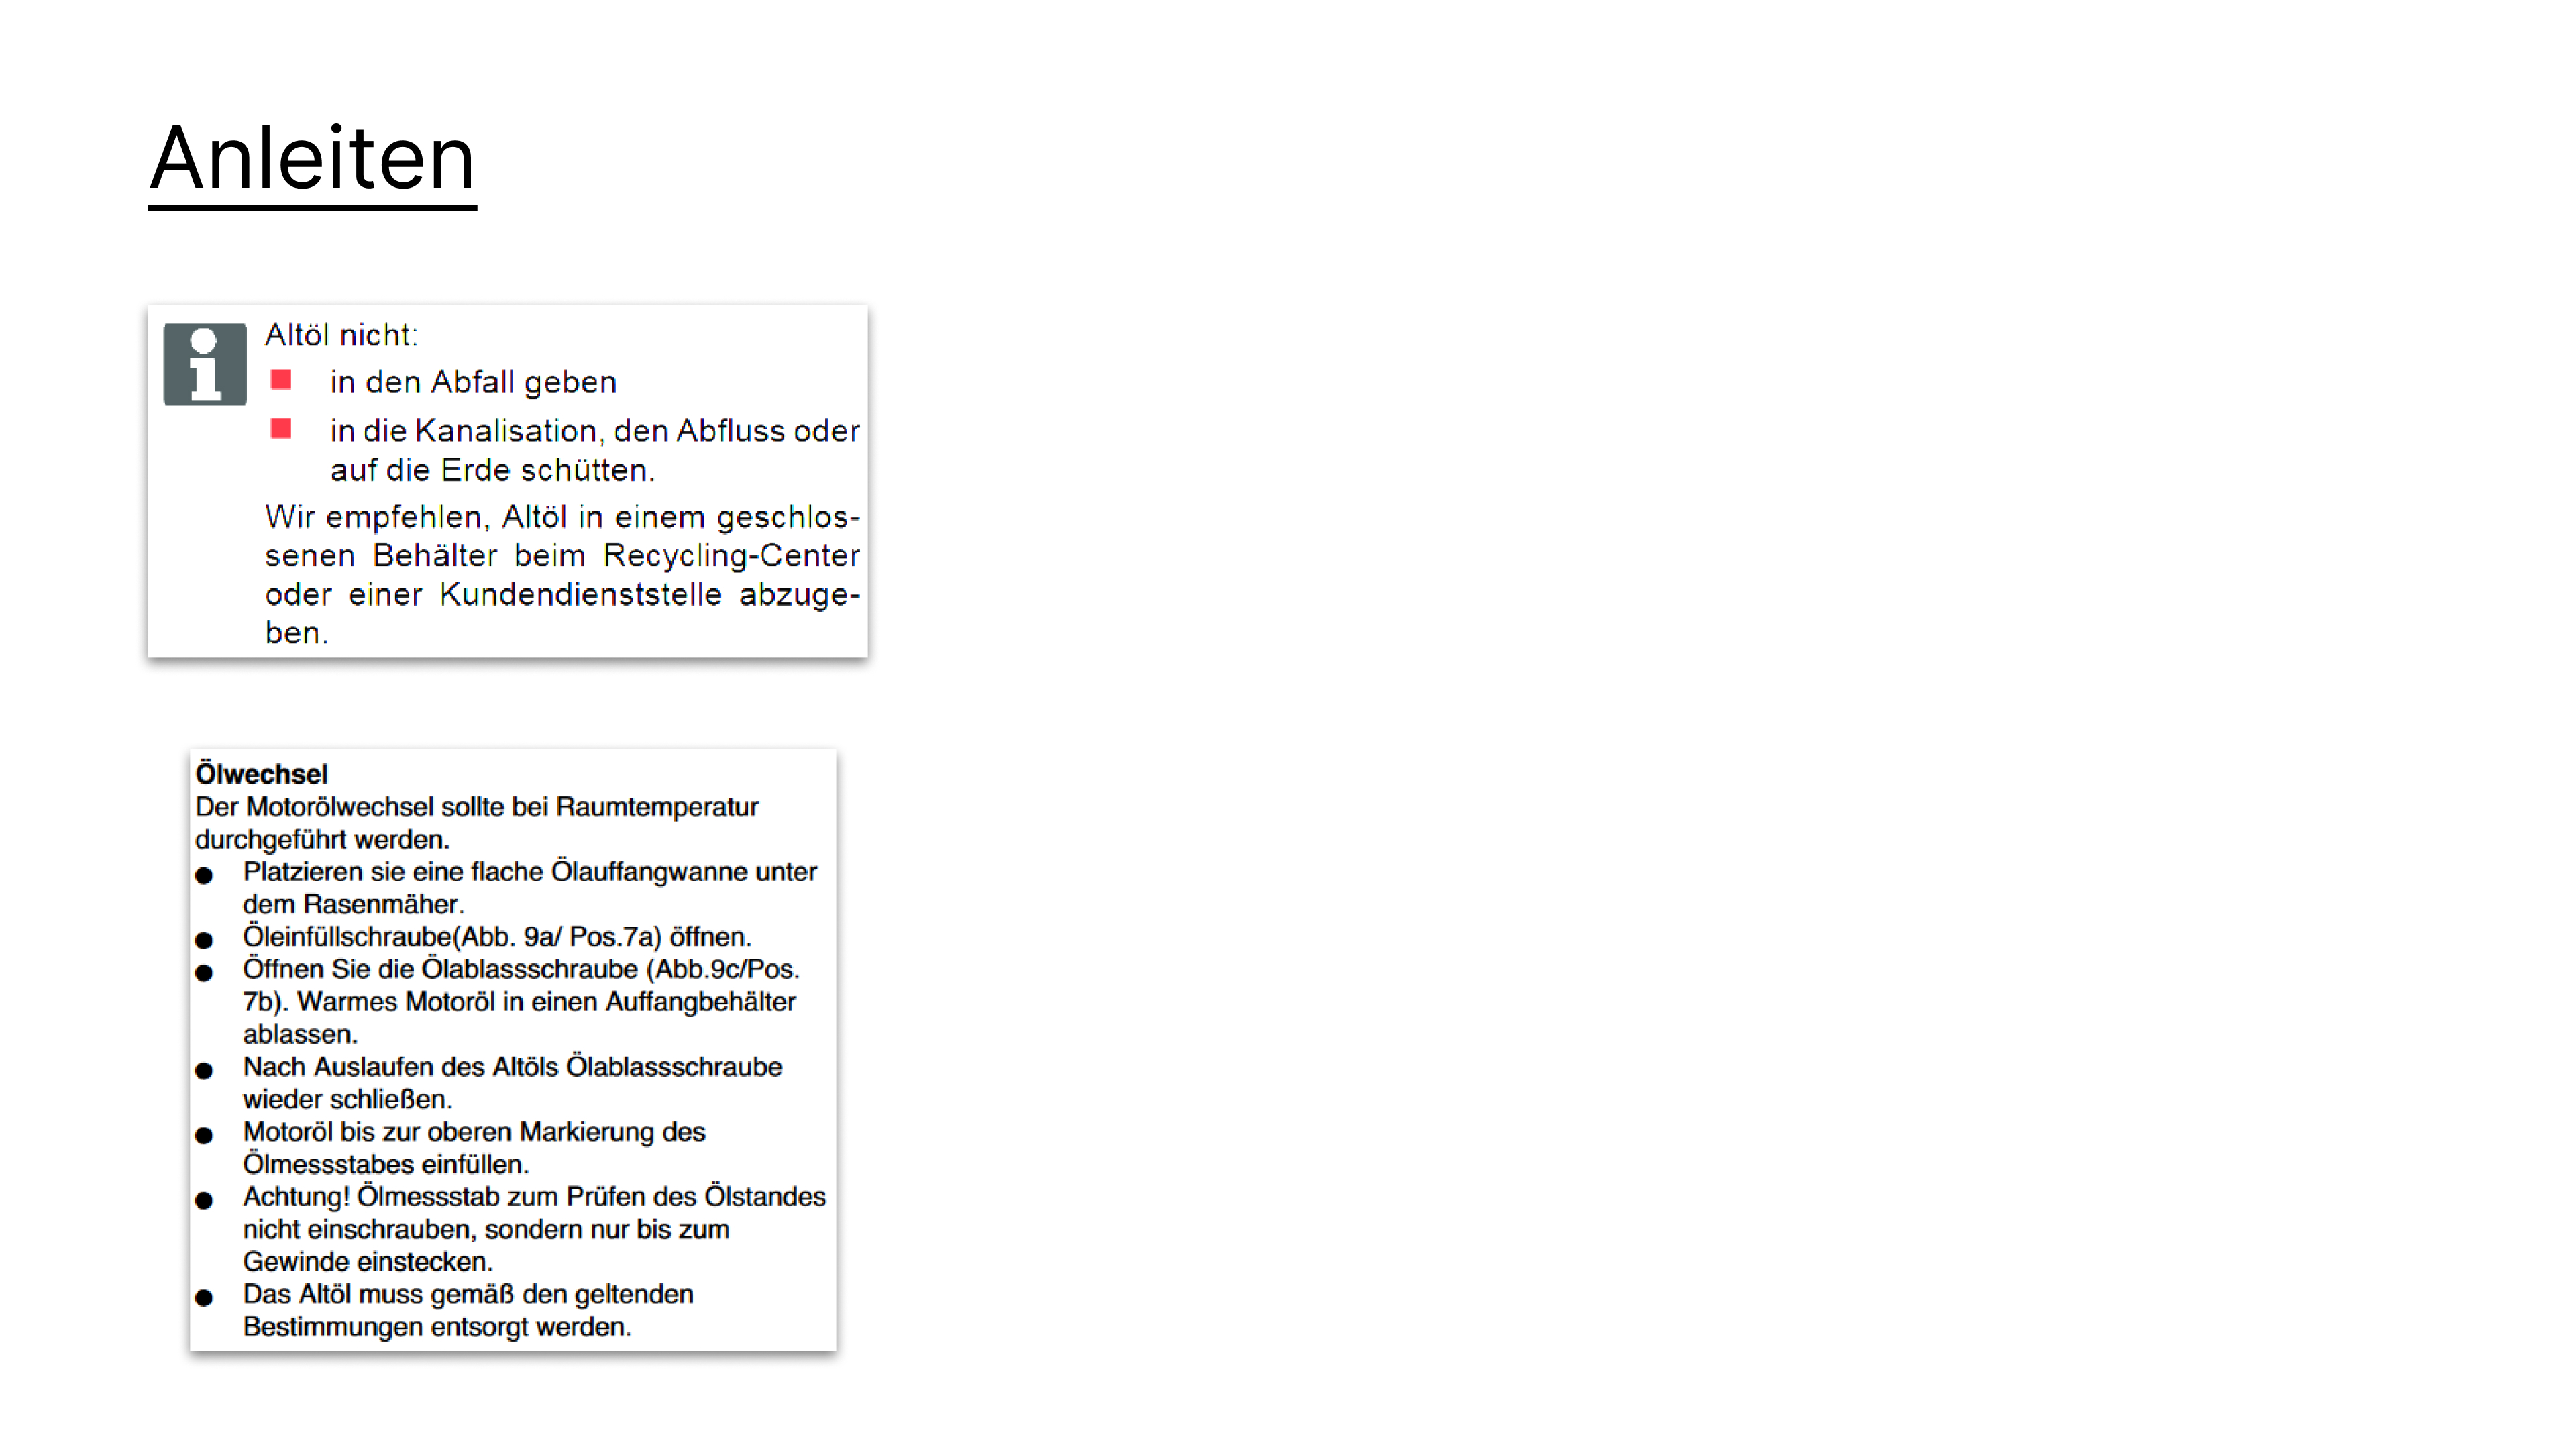 Anleiten
Altöl nicht:
in den Abfall geben
in die Kanalisation, den Abfluss oder
auf die Erde schütten.
Wir empfehlen, Altöl in einem geschlos-
senen Behälter beim Recycling-Center
oder einer Kundendienststelle abzuge-
ben.
Ölwechsel
Der Motorölwechsel sollte bei Raumtemperatur
durchgeführt werden.
● Platzieren sie eine flache Ölauffangwanne unter
dem Rasenmäher.
● Öleinfüllschraube(Abb. 9a/ Pos.7a) öffnen.
● Öffnen Sie die Ölablassschraube (Abb.9c/Pos.
7b). Warmes Motoröl in einen Auffangbehälter
ablassen.
● Nach Auslaufen des Altöls Ölablassschraube
wieder schließen.
● Motoröl bis zur oberen Markierung des
Ölmessstabes einfüllen.
● Achtung! Ölmessstab zum Prüfen des Ölstandes
nicht einschrauben, sondern nur bis zum
Gewinde einstecken.
● Das Altöl muss gemäß den geltenden
Bestimmungen entsorgt werden.